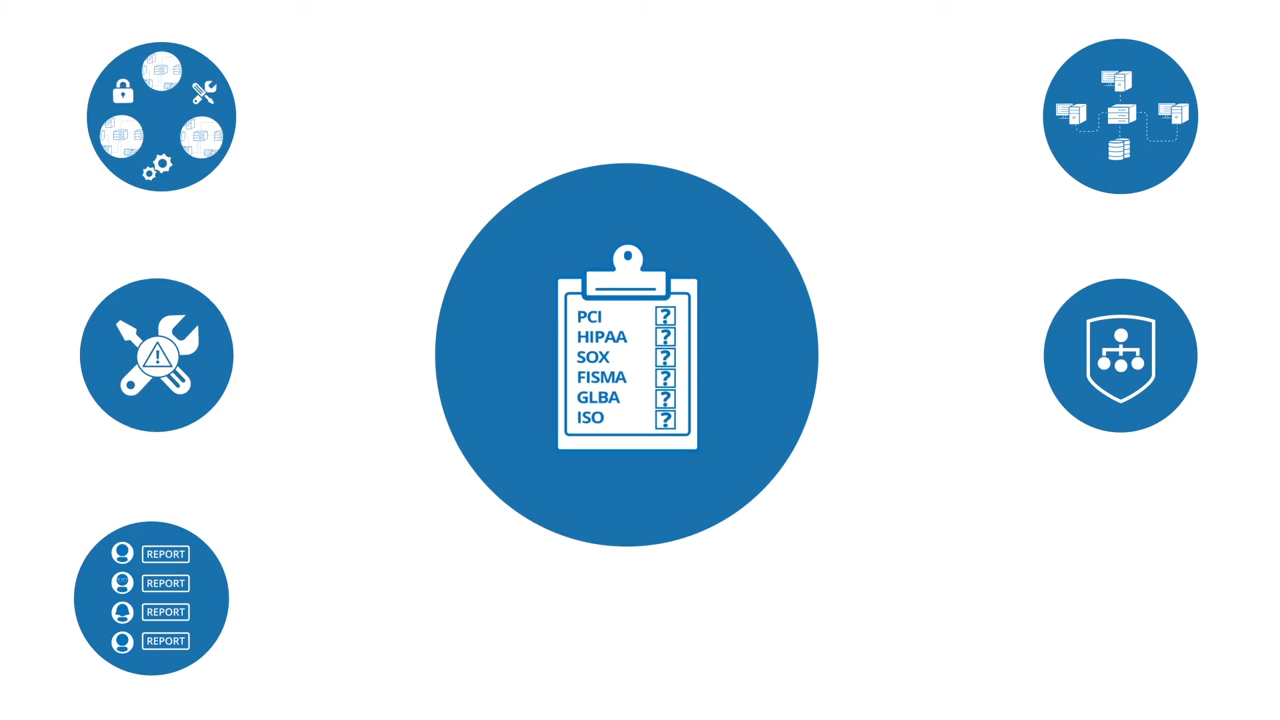 PCI ?
HIPAA ?
SOX ?
FISMA ?
GLBA ?
ISO ?
REPORT
REPORT
REPORT
REPORT